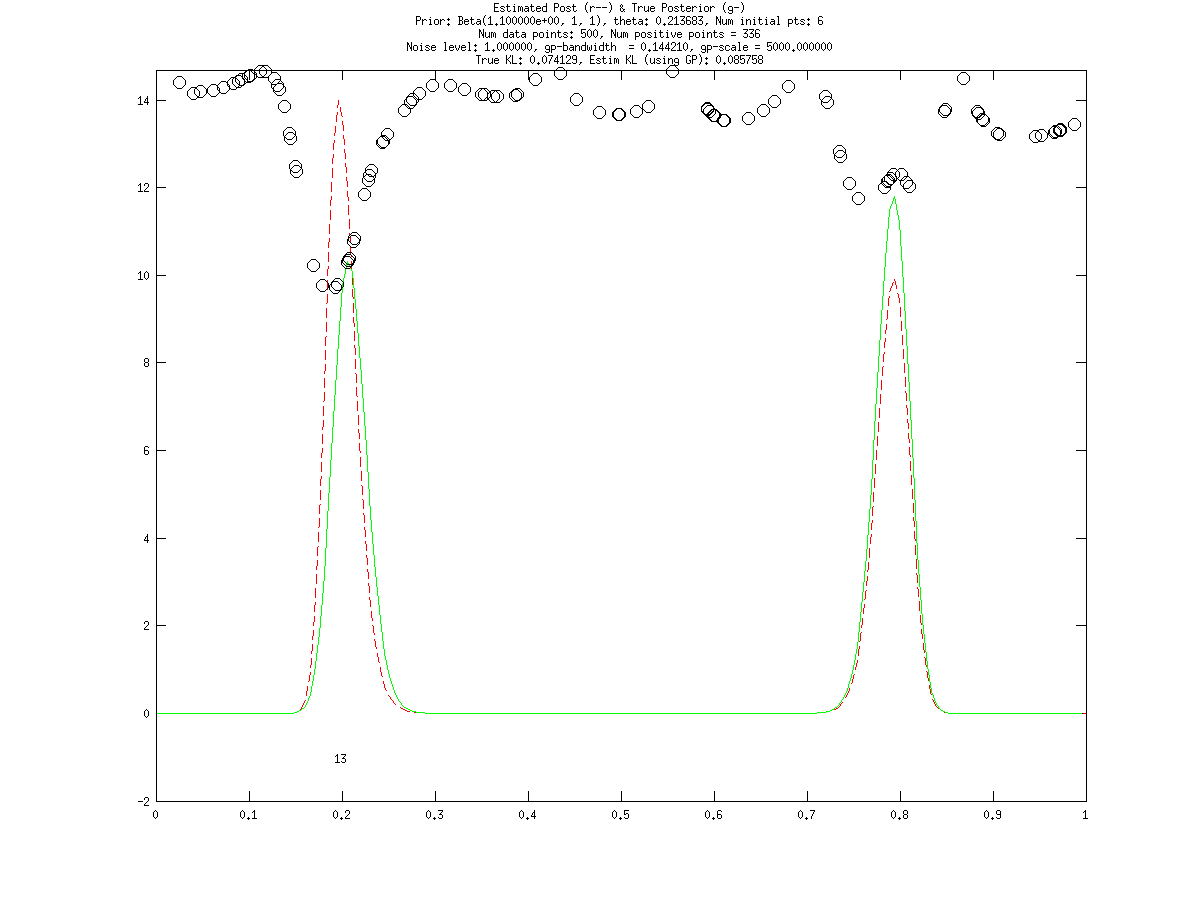 Estimated Post (r--) & True Posterior (g-)
Prior: Beta(1.100000e+00, 1, 1), theta: 0.213683, Num initial pts: 6
Num data points: 500, Num positive points = 336
Noise level: 1.000000, gp-bandwidth  = 0.144210, gp-scale = 5000.000000
True KL: 0.074129, Estim KL (using GP): 0.085758
14
12
10
8
6
4
2
0
13
-2
0 0.1 0.2 0.3 0.4 0.5 0.6 0.7 0.8 0.9 1